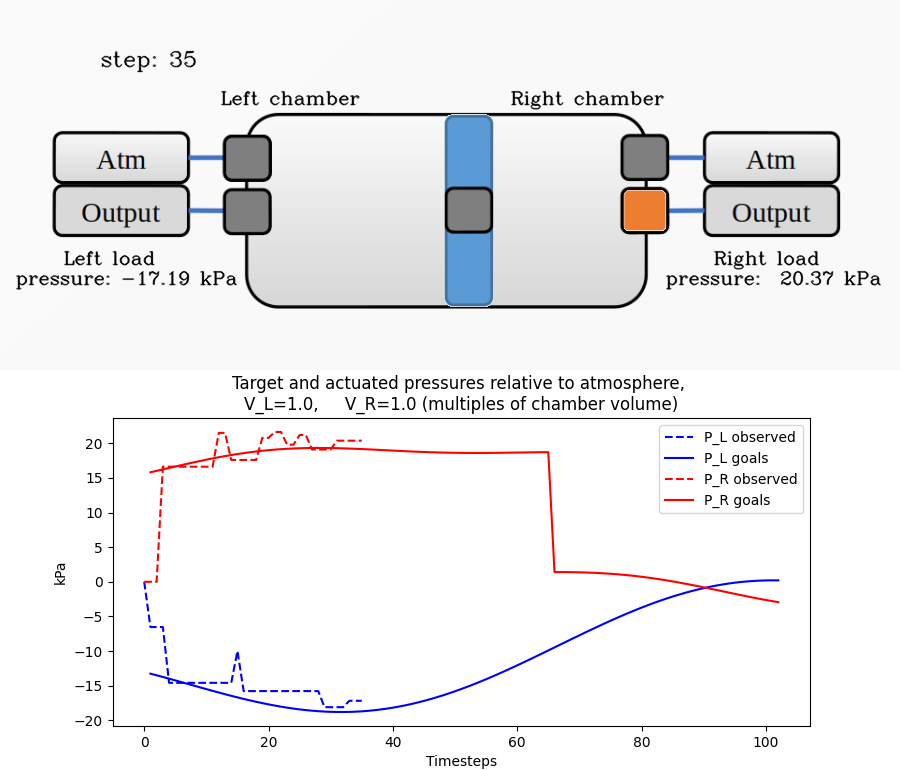 step: 35
Left chamber
Right chamber
Atm
Atm
Output
Output
Left load
pressure: −17.19 kPa
Right load
pressure: 20.37 kPa
Target and actuated pressures relative to atmosphere,
V_L=1.0, V_R=1.0 (multiples of chamber volume)
P_L observed
P_L goals
P_R observed
P_R goals
20
15
10
5
0
−5
−10
−15
−20
kPa
0 20 40 60 80 100
Timesteps